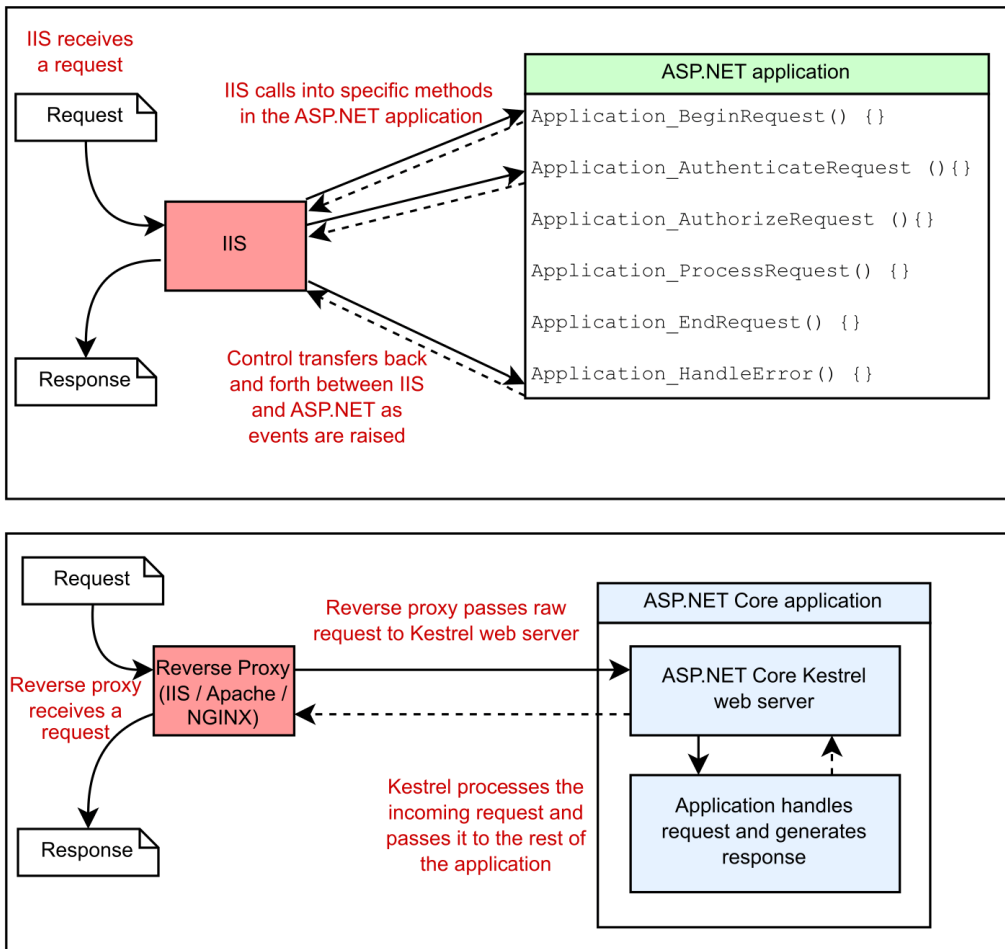 IIS receives
a request
Request
IIS calls into specific methods
in the ASP.NET application
ASP.NET application
Application_BeginRequest() {}
Application_AuthenticateRequest (){}
Application_AuthorizeRequest (){}
Application_ProcessRequest() {}
Application_EndRequest() {}
Application_HandleError() {}
IIS
Response
Control transfers back
and forth between IIS
and ASP.NET as
events are raised
Request
Reverse proxy
receives a
request
Reverse Proxy
(IIS / Apache /
NGINX)
Response
Reverse proxy passes raw
request to Kestrel web server
Kestrel processes the
incoming request and
passes it to the rest of
the application
ASP.NET Core application
ASP.NET Core Kestrel
web server
Application handles
request and generates
response